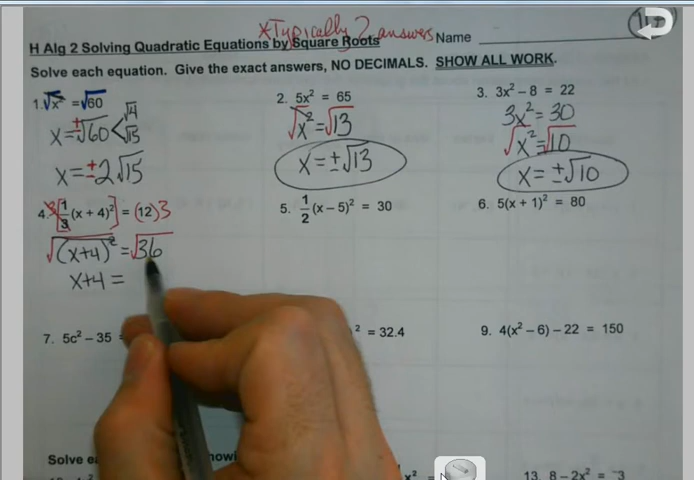 *Typically 2 answers
H Alg 2 Solving Quadratic Equations by Square Roots Name
Solve each equation. Give the exact answers, NO DECIMALS. SHOW ALL WORK.
1. √x² = √60
x = ±√60 < √4 √15
x = ±2√15
2. 5x² = 65
√x² = √13
x = ±√13
3. 3x² – 8 = 22
3x² = 30
√x² = √10
x = ±√10
4. 3[1/3(x + 4)² ] = (12)3
√(x+4)² = √36
x+4 =
5. 1/2(x – 5)² = 30
6. 5(x + 1)² = 80
7. 5c² – 35
² = 32.4
9. 4(x² – 6) – 22 = 150
Solve
13. 8 – 2x² = ⁻3